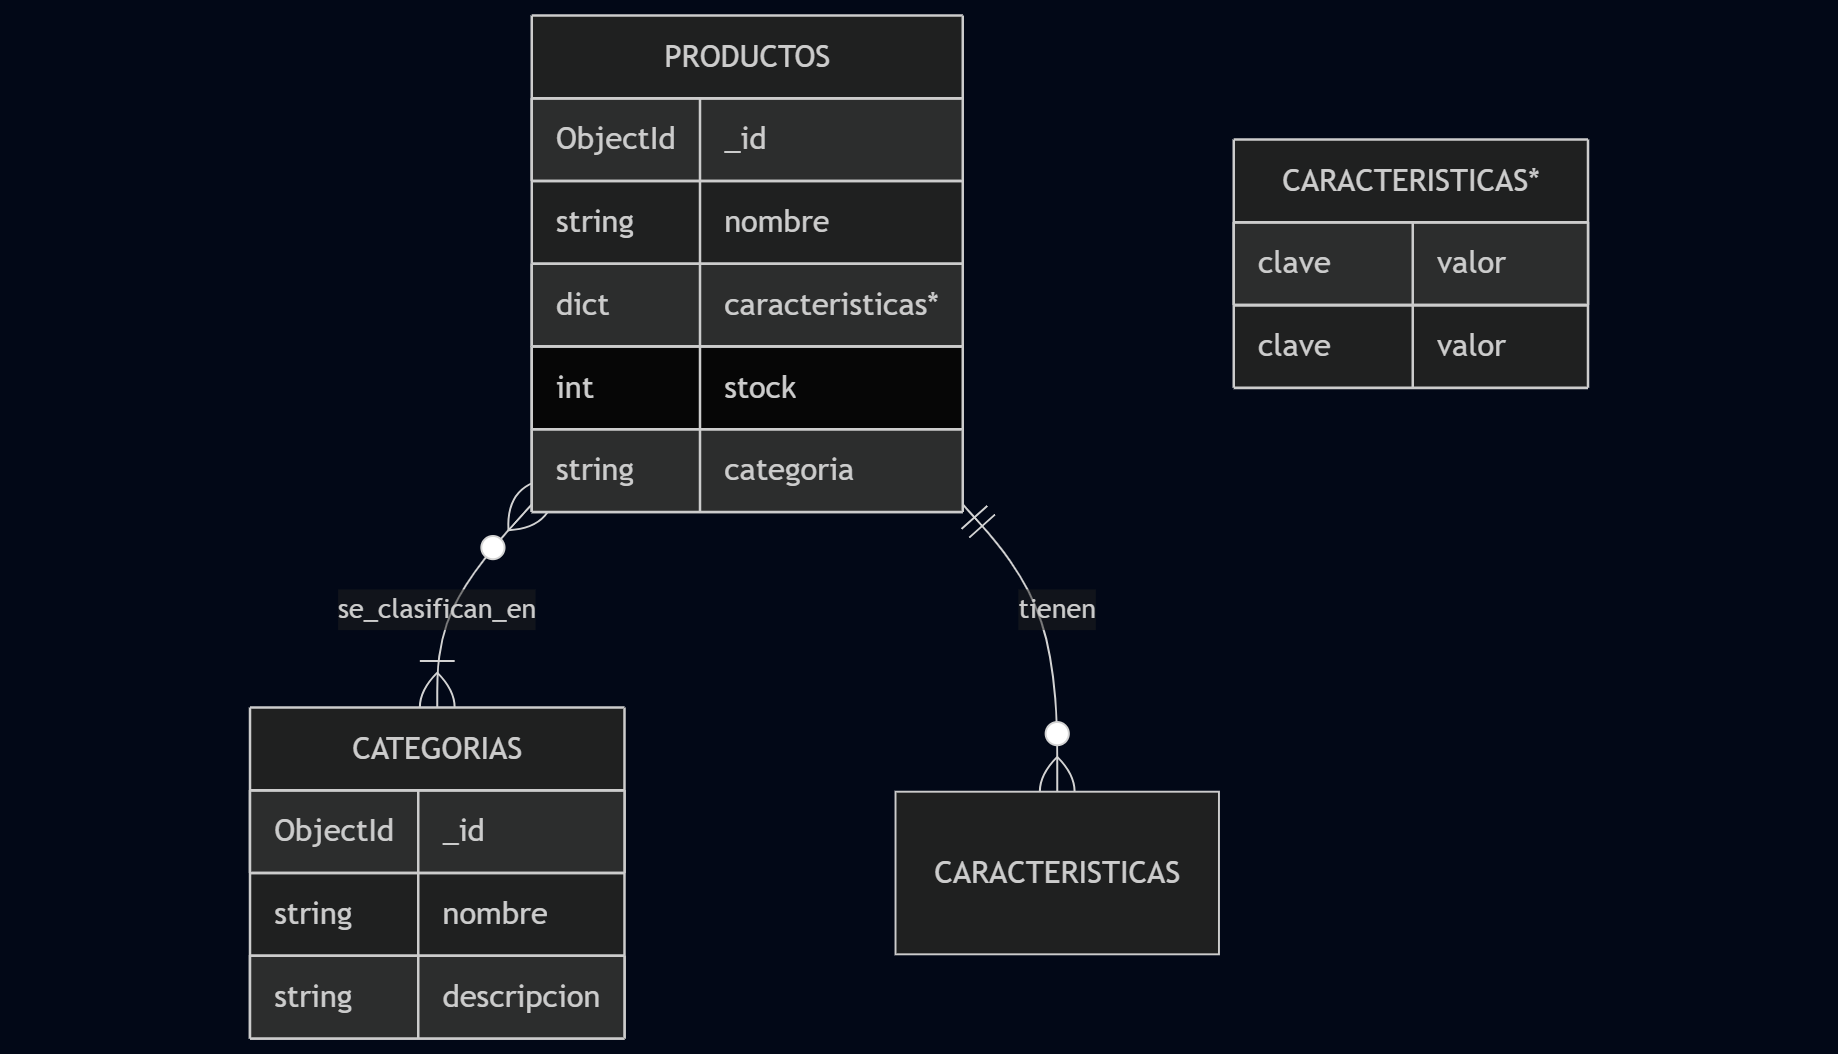 PRODUCTOS
ObjectId _id
string nombre
dict caracteristicas*
int stock
string categoria
CARACTERISTICAS*
clave valor
clave valor
se_clasifican_en
tienen
CATEGORIAS
ObjectId _id
string nombre
string descripcion
CARACTERISTICAS